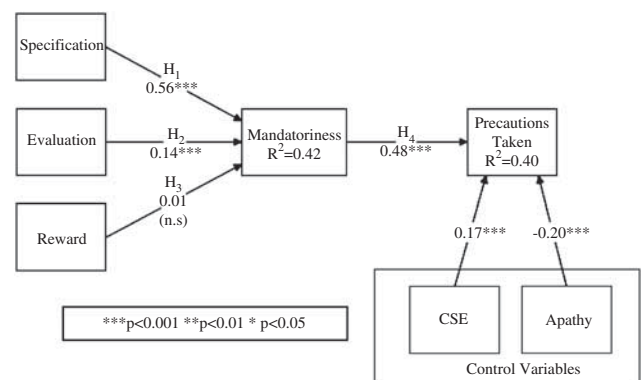 Specification
H1
0.56***
Evaluation
H2
0.14***
Mandatoriness
R²=0.42
H4
0.48***
Precautions
Taken
R²=0.40
H3
0.01
(n.s)
Reward
0.17***
-0.20***
***p<0.001 **p<0.01 * p<0.05
CSE
Apathy
Control Variables